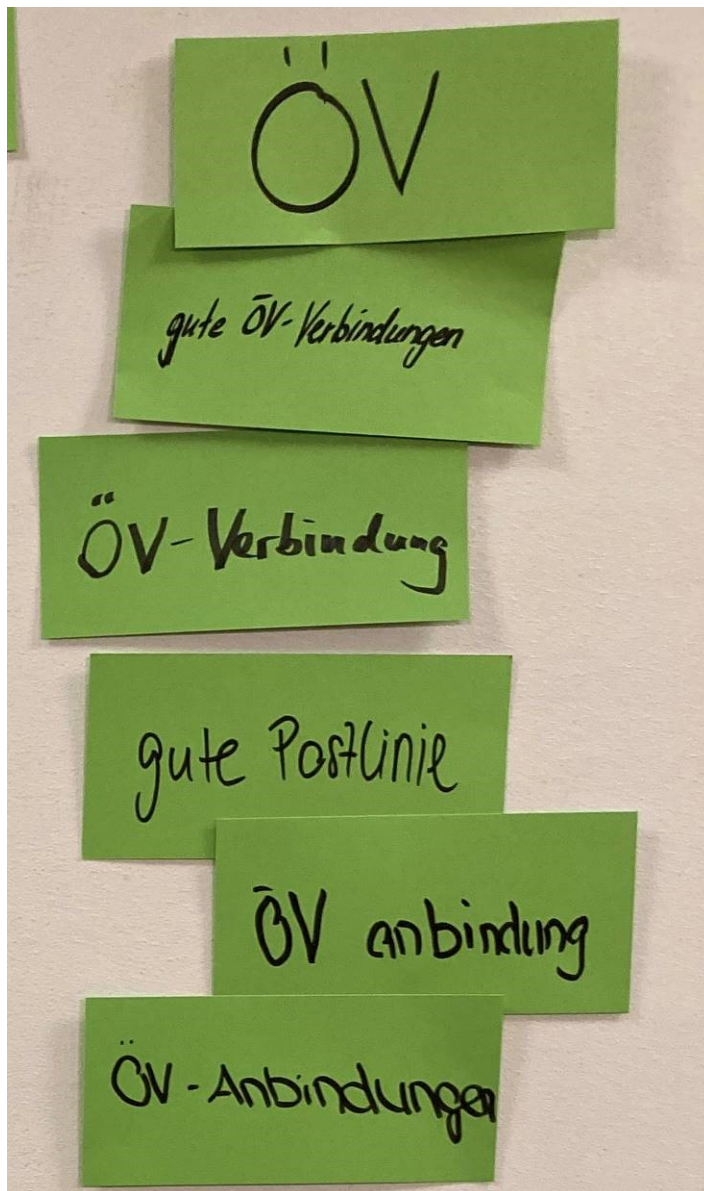 ÖV
gute ÖV-Verbindungen
ÖV-Verbindung
gute Postlinie
ÖV anbindung
ÖV-Anbindungen